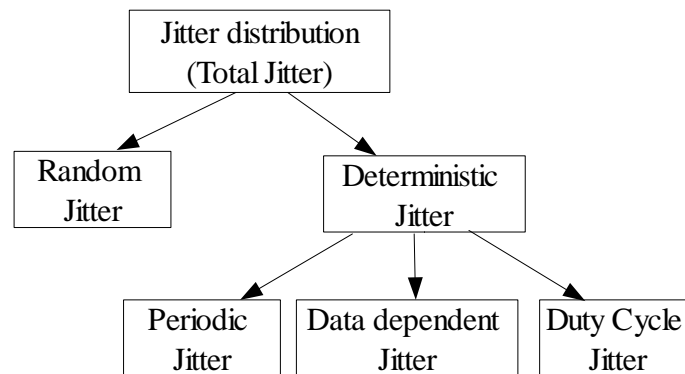 Jitter distribution
(Total Jitter)
Random
Jitter
Deterministic
Jitter
Periodic
Jitter
Data dependent
Jitter
Duty Cycle
Jitter